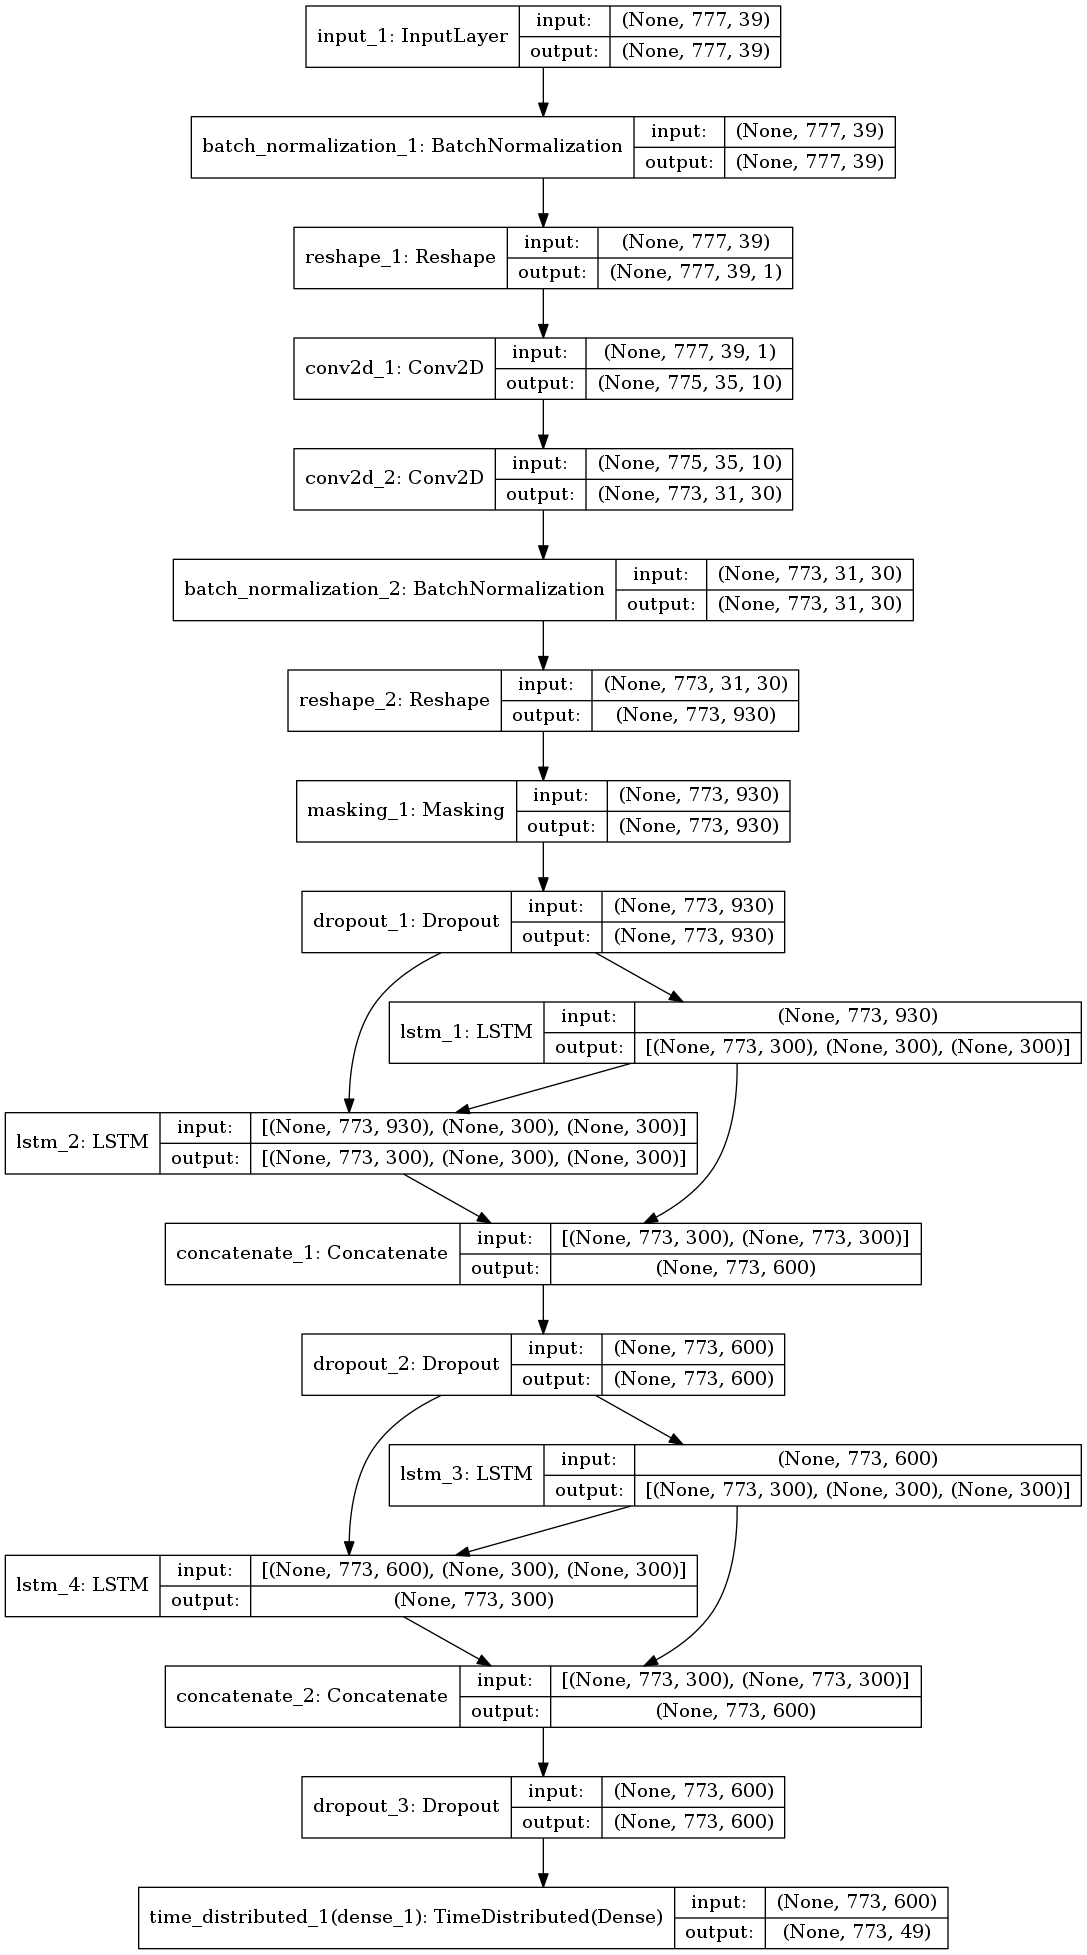 input_1: InputLayer
input: (None, 777, 39)
output: (None, 777, 39)
batch_normalization_1: BatchNormalization
input: (None, 777, 39)
output: (None, 777, 39)
reshape_1: Reshape
input: (None, 777, 39)
output: (None, 777, 39, 1)
conv2d_1: Conv2D
input: (None, 777, 39, 1)
output: (None, 775, 35, 10)
conv2d_2: Conv2D
input: (None, 775, 35, 10)
output: (None, 773, 31, 30)
batch_normalization_2: BatchNormalization
input: (None, 773, 31, 30)
output: (None, 773, 31, 30)
reshape_2: Reshape
input: (None, 773, 31, 30)
output: (None, 773, 930)
masking_1: Masking
input: (None, 773, 930)
output: (None, 773, 930)
dropout_1: Dropout
input: (None, 773, 930)
output: (None, 773, 930)
lstm_1: LSTM
input: (None, 773, 930)
output: [(None, 773, 300), (None, 300), (None, 300)]
lstm_2: LSTM
input: [(None, 773, 930), (None, 300), (None, 300)]
output: [(None, 773, 300), (None, 300), (None, 300)]
concatenate_1: Concatenate
input: [(None, 773, 300), (None, 773, 300)]
output: (None, 773, 600)
dropout_2: Dropout
input: (None, 773, 600)
output: (None, 773, 600)
lstm_3: LSTM
input: (None, 773, 600)
output: [(None, 773, 300), (None, 300), (None, 300)]
lstm_4: LSTM
input: [(None, 773, 600), (None, 300), (None, 300)]
output: (None, 773, 300)
concatenate_2: Concatenate
input: [(None, 773, 300), (None, 773, 300)]
output: (None, 773, 600)
dropout_3: Dropout
input: (None, 773, 600)
output: (None, 773, 600)
time_distributed_1(dense_1): TimeDistributed(Dense)
input: (None, 773, 600)
output: (None, 773, 49)